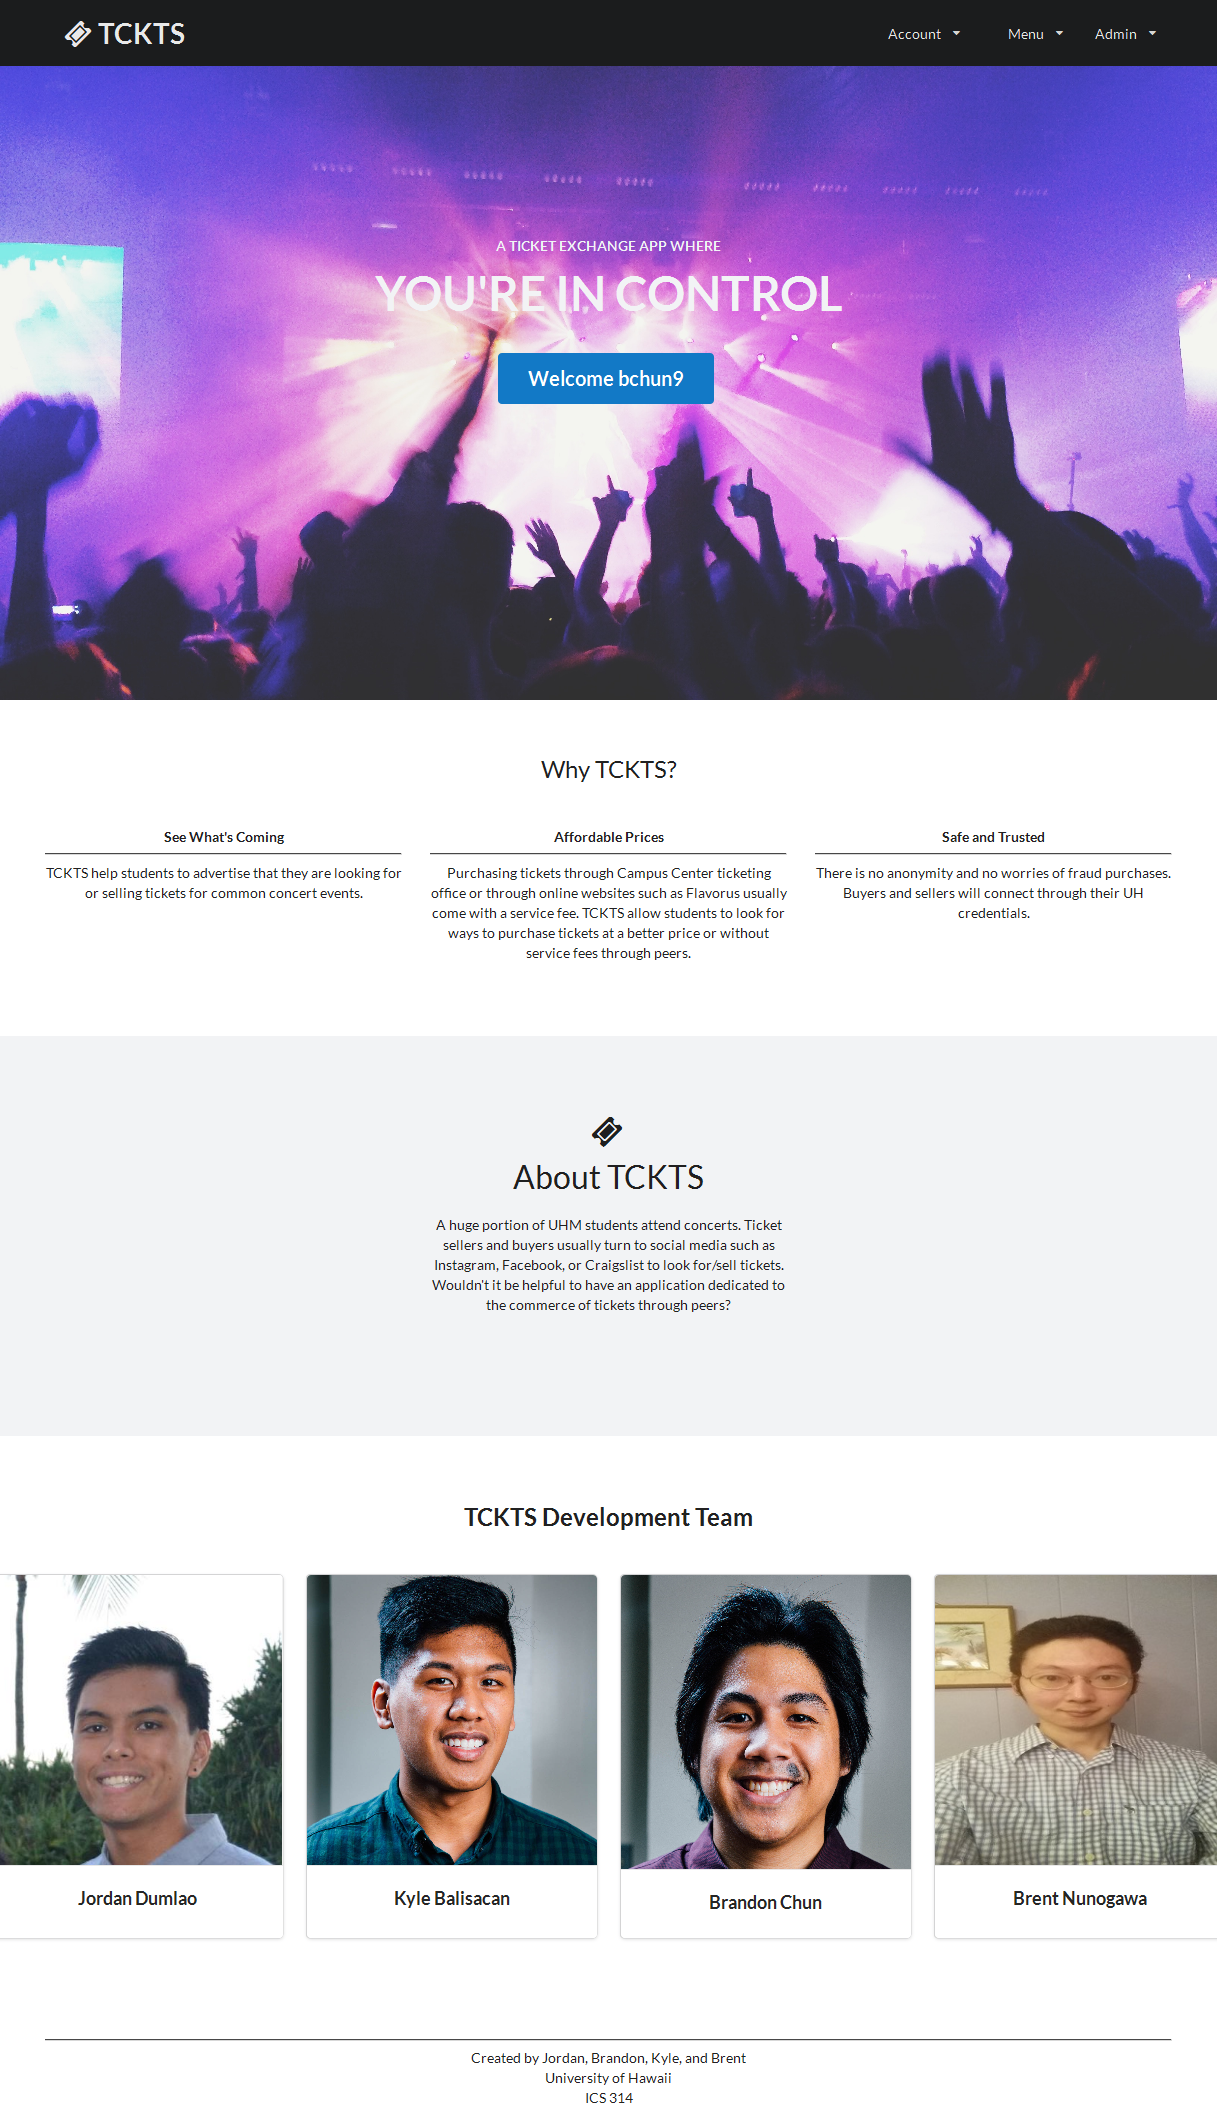 TCKTS
Account Menu Admin
A TICKET EXCHANGE APP WHERE
YOU'RE IN CONTROL
Welcome bchun9
Why TCKTS?
See What's Coming
TCKTS help students to advertise that they are looking for
or selling tickets for common concert events.
Affordable Prices
Purchasing tickets through Campus Center ticketing
office or through online websites such as Flavorus usually
come with a service fee. TCKTS allow students to look for
ways to purchase tickets at a better price or without
service fees through peers.
Safe and Trusted
There is no anonymity and no worries of fraud purchases.
Buyers and sellers will connect through their UH
credentials.
About TCKTS
A huge portion of UHM students attend concerts. Ticket
sellers and buyers usually turn to social media such as
Instagram, Facebook, or Craigslist to look for/sell tickets.
Wouldn't it be helpful to have an application dedicated to
the commerce of tickets through peers?
TCKTS Development Team
Jordan Dumlao
Kyle Balisacan
Brandon Chun
Brent Nunogawa
Created by Jordan, Brandon, Kyle, and Brent
University of Hawaii
ICS 314